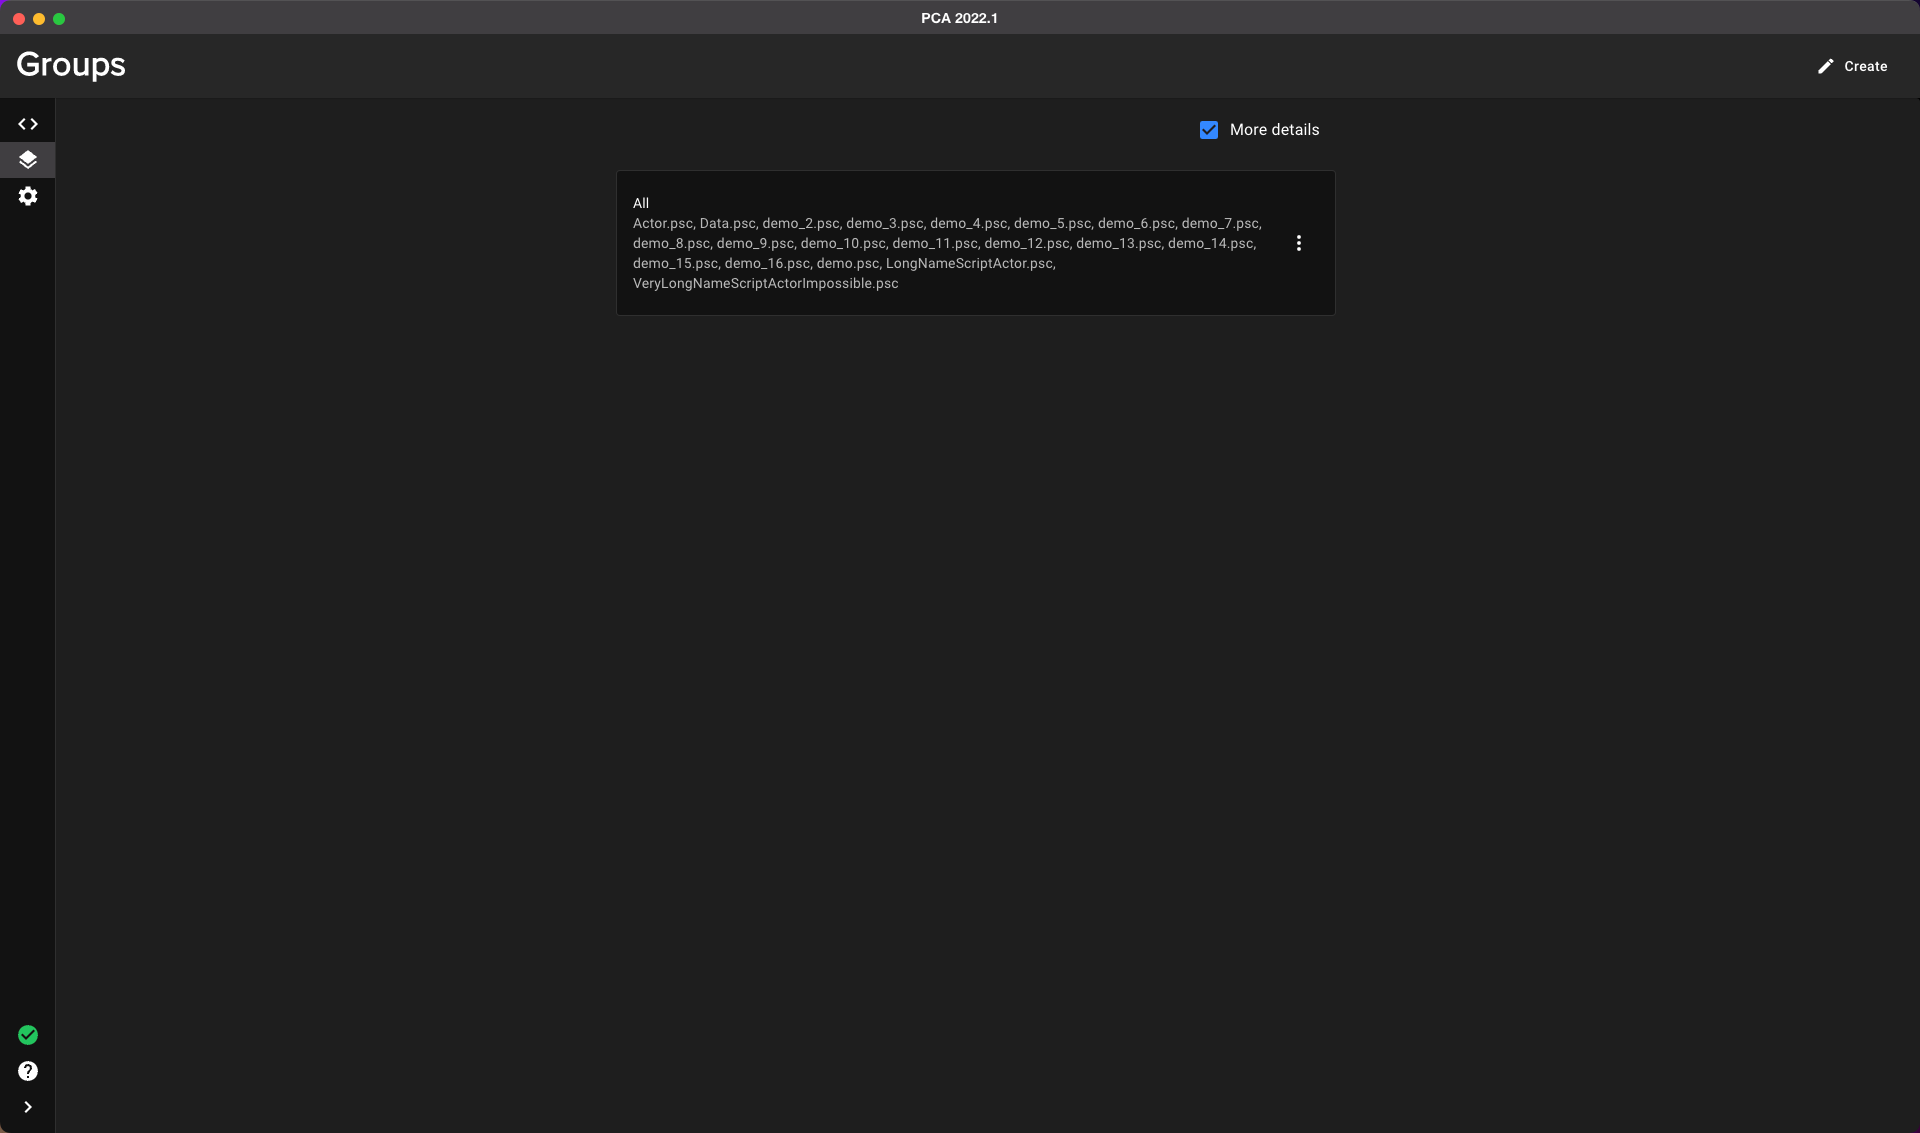 PCA 2022.1
Groups
Create
More details
All
Actor.psc, Data.psc, demo_2.psc, demo_3.psc, demo_4.psc, demo_5.psc, demo_6.psc, demo_7.psc,
demo_8.psc, demo_9.psc, demo_10.psc, demo_11.psc, demo_12.psc, demo_13.psc, demo_14.psc,
demo_15.psc, demo_16.psc, demo.psc, LongNameScriptActor.psc,
VeryLongNameScriptActorImpossible.psc